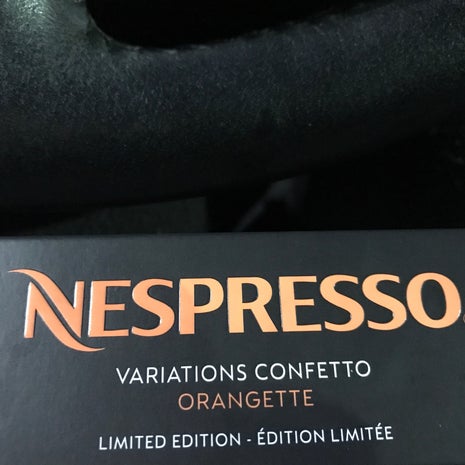 NESPRESSO
VARIATIONS CONFETTO
ORANGETTE
LIMITED EDITION - ÉDITION LIMITÉE